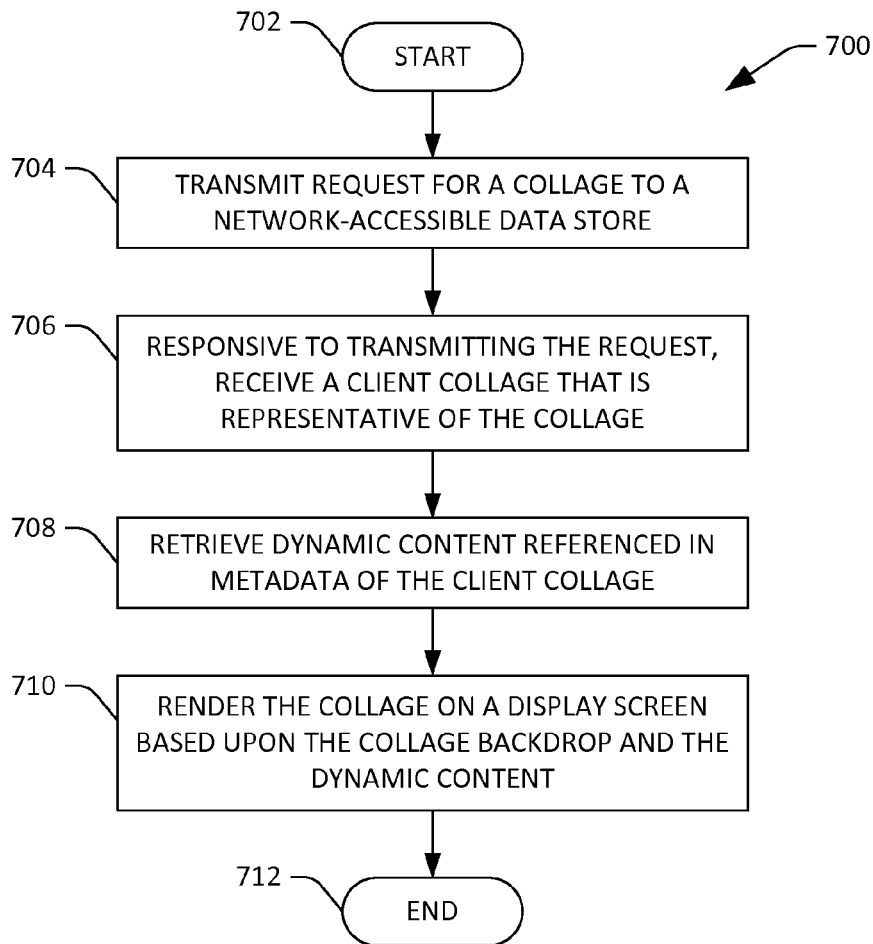 702
START
700
704
TRANSMIT REQUEST FOR A COLLAGE TO A
NETWORK-ACCESSIBLE DATA STORE
706
RESPONSIVE TO TRANSMITTING THE REQUEST,
RECEIVE A CLIENT COLLAGE THAT IS
REPRESENTATIVE OF THE COLLAGE
708
RETRIEVE DYNAMIC CONTENT REFERENCED IN
METADATA OF THE CLIENT COLLAGE
710
RENDER THE COLLAGE ON A DISPLAY SCREEN
BASED UPON THE COLLAGE BACKDROP AND THE
DYNAMIC CONTENT
712
END